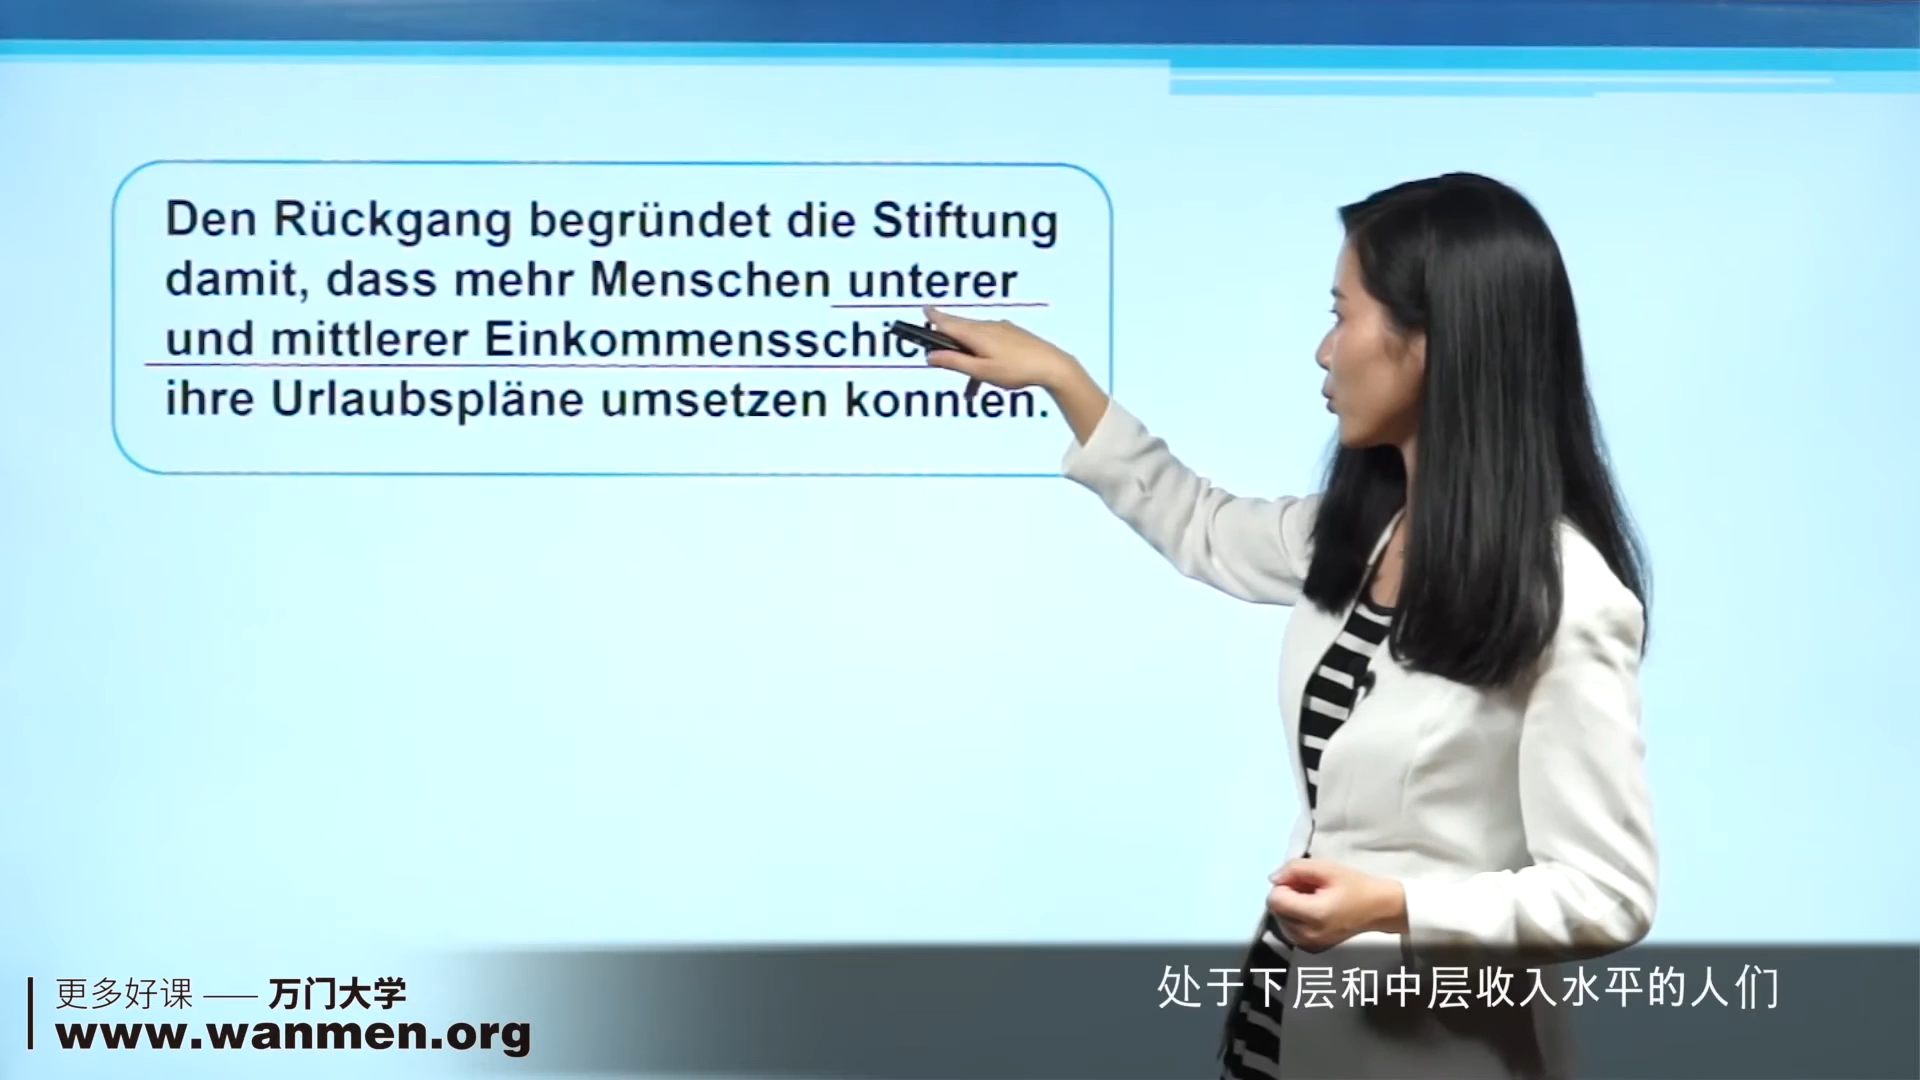 Den Rückgang begründet die Stiftung
damit, dass mehr Menschen unterer
und mittlerer
ihre Urlaubspläne umsetzen konnten.
处于下层和中层收入水平的人们
更多好课 —— 万门大学
www.wanmen.org